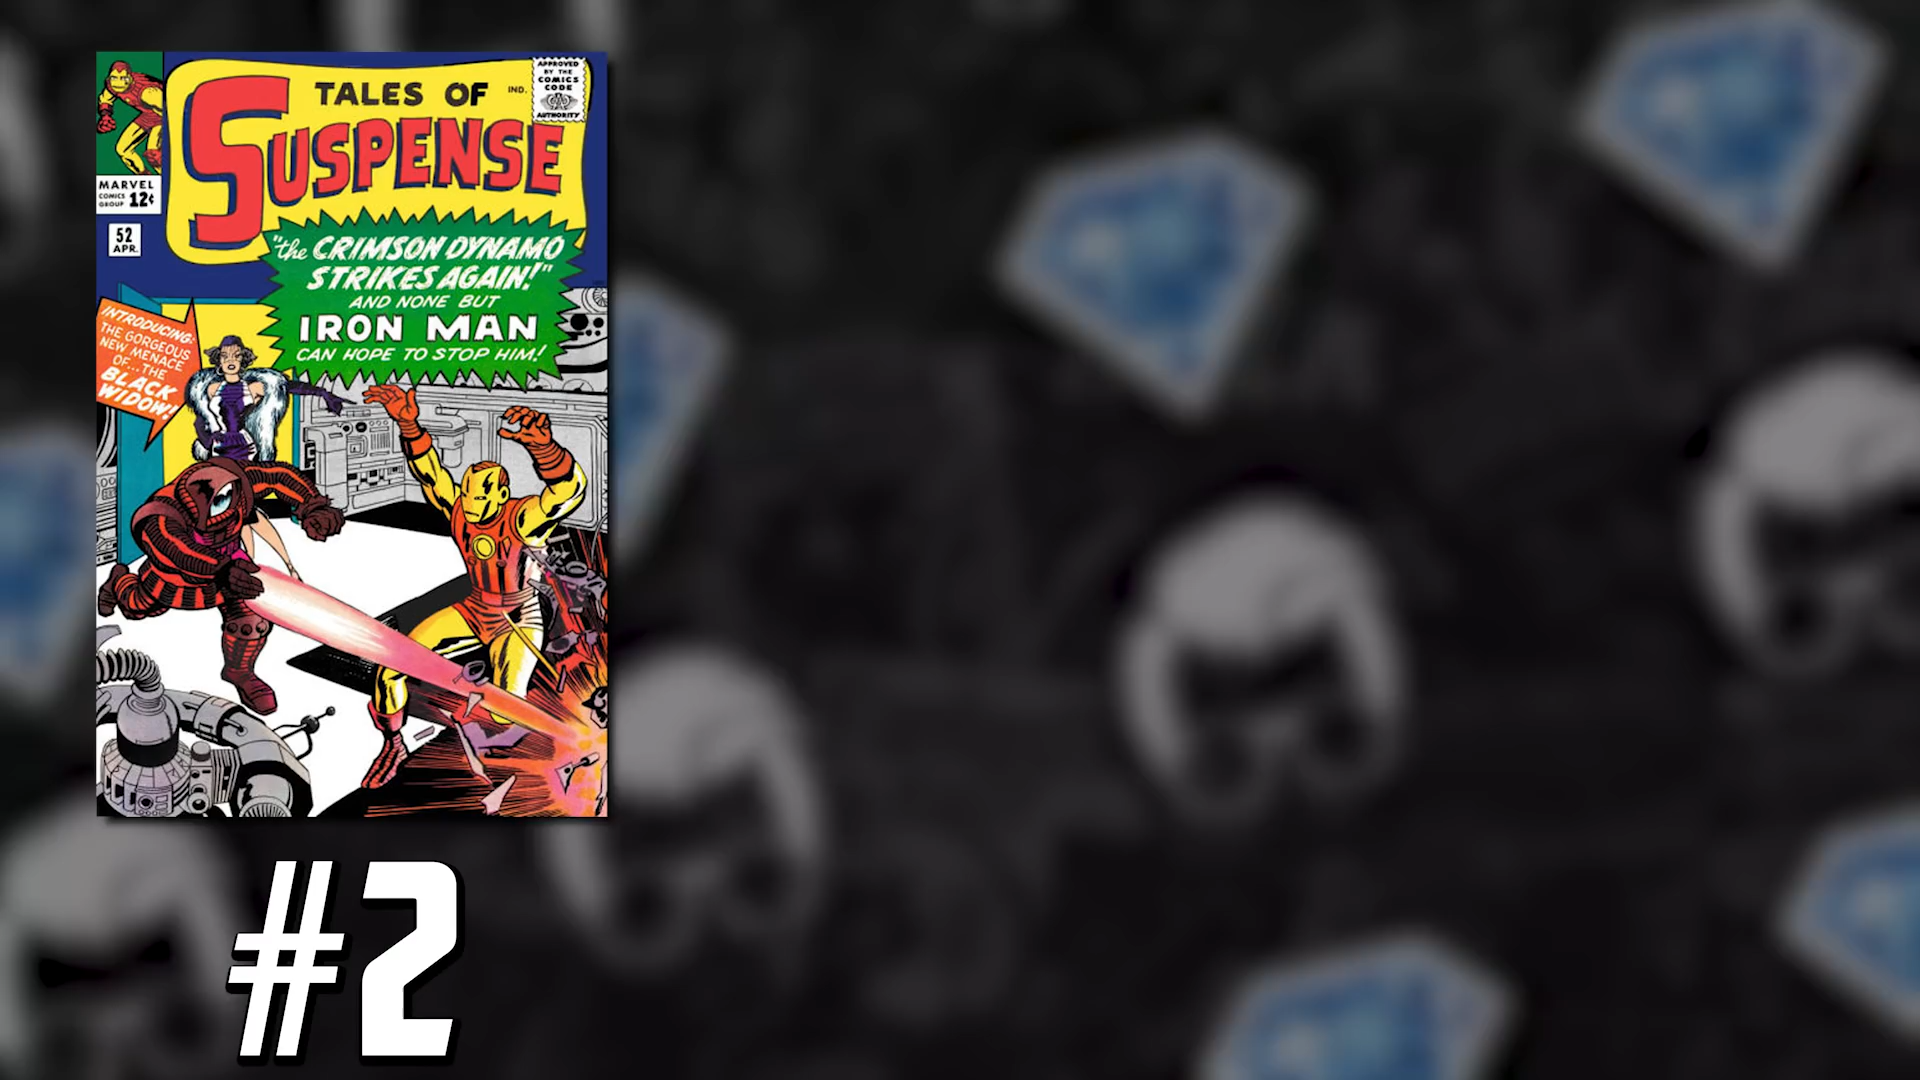 TALES OF
SUSPENSE
IND.
APPROVED
BY THE
COMICS
CODE
AUTHORITY
MARVEL
COMICS
GROUP
12¢
52
APR.
"the CRIMSON DYNAMO
STRIKES AGAIN!"
AND NONE BUT
IRON MAN
CAN HOPE TO STOP HIM!
INTRODUCING:
THE GORGEOUS
NEW MENACE
OF...THE
BLACK
WIDOW!
#2